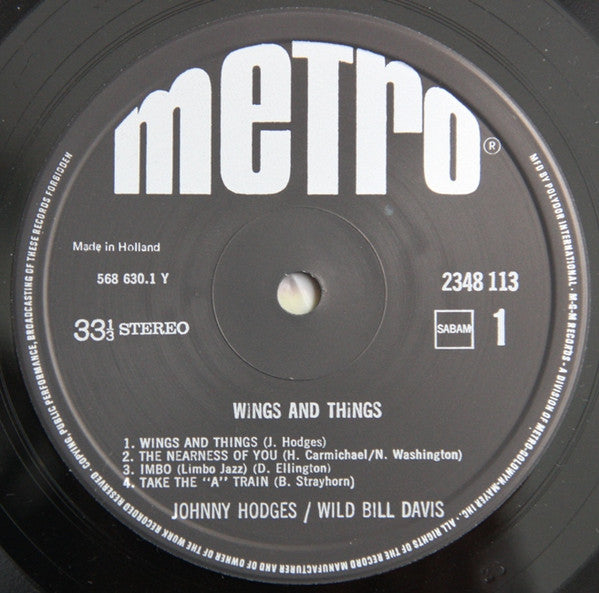 metro®
Made in Holland
568 630.1 Y
2348 113
33⅓ STEREO
SABAM
1
WINGS AND THINGS
1. WINGS AND THINGS (J. Hodges)
2. THE NEARNESS OF YOU (H. Carmichael/N. Washington)
3. IMBO (Limbo Jazz) (D. Ellington)
4. TAKE THE "A" TRAIN (B. Strayhorn)
JOHNNY HODGES / WILD BILL DAVIS
MFD BY POLYDOR INTERNATIONAL. · M-G-M RECORDS - A DIVISION OF METRO-GOLDWYN-MAYER INC. · ALL RIGHTS OF THE RECORD MANUFACTURER AND OF OWNER OF THE WORK RECORDED RESERVED · COPYING, PUBLIC PERFORMANCE, BROADCASTING OF THESE RECORDS FORBIDDEN